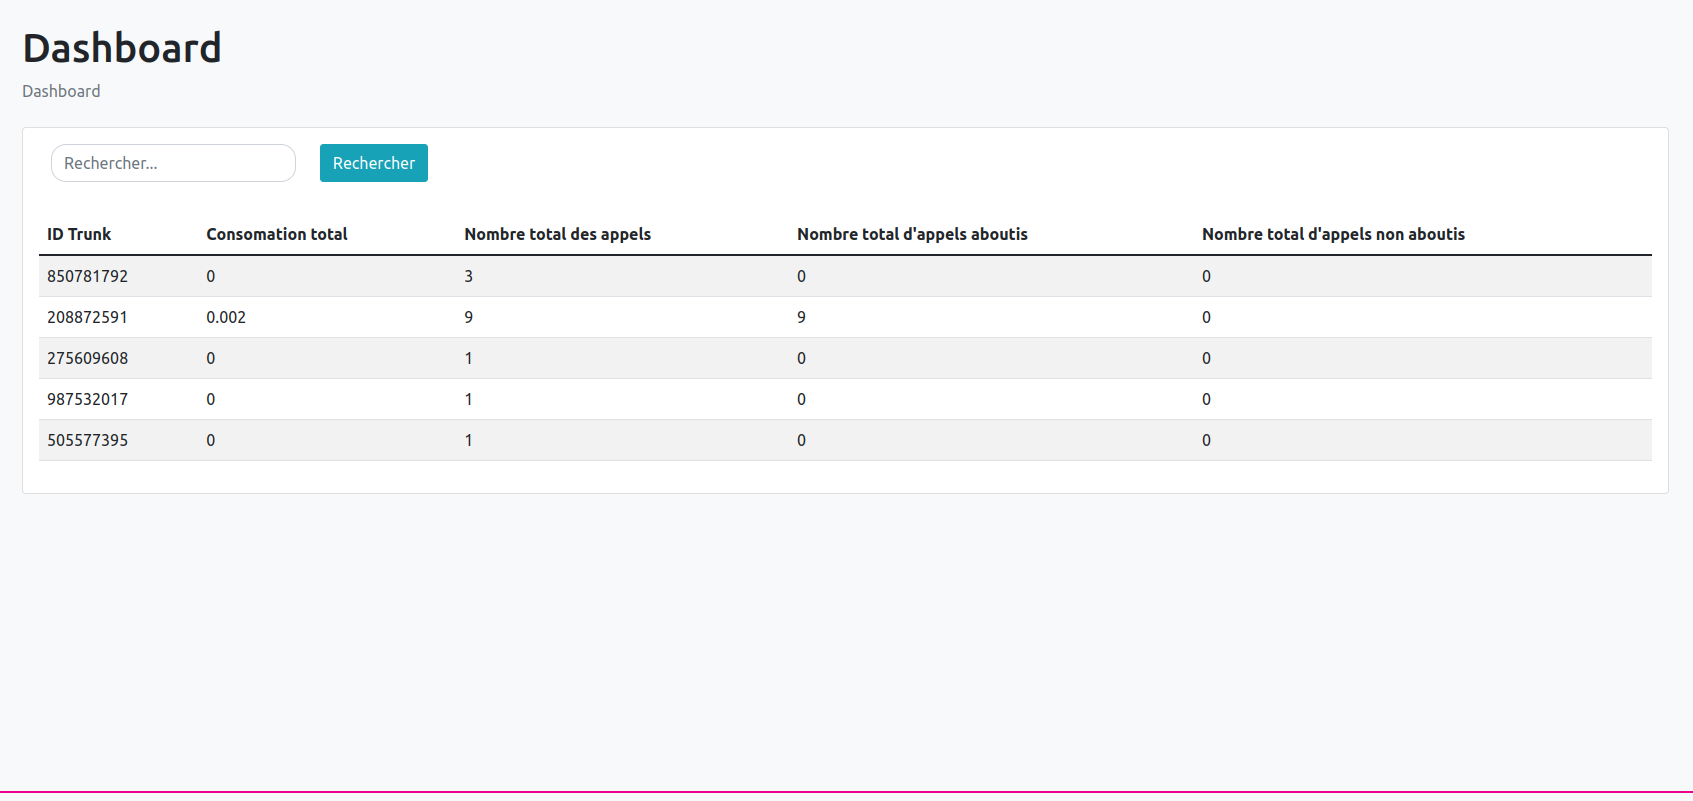 Dashboard
Dashboard
Rechercher... Rechercher
ID Trunk Consomation total Nombre total des appels Nombre total d'appels aboutis Nombre total d'appels non aboutis
850781792 0 3 0 0
208872591 0.002 9 9 0
275609608 0 1 0 0
987532017 0 1 0 0
505577395 0 1 0 0